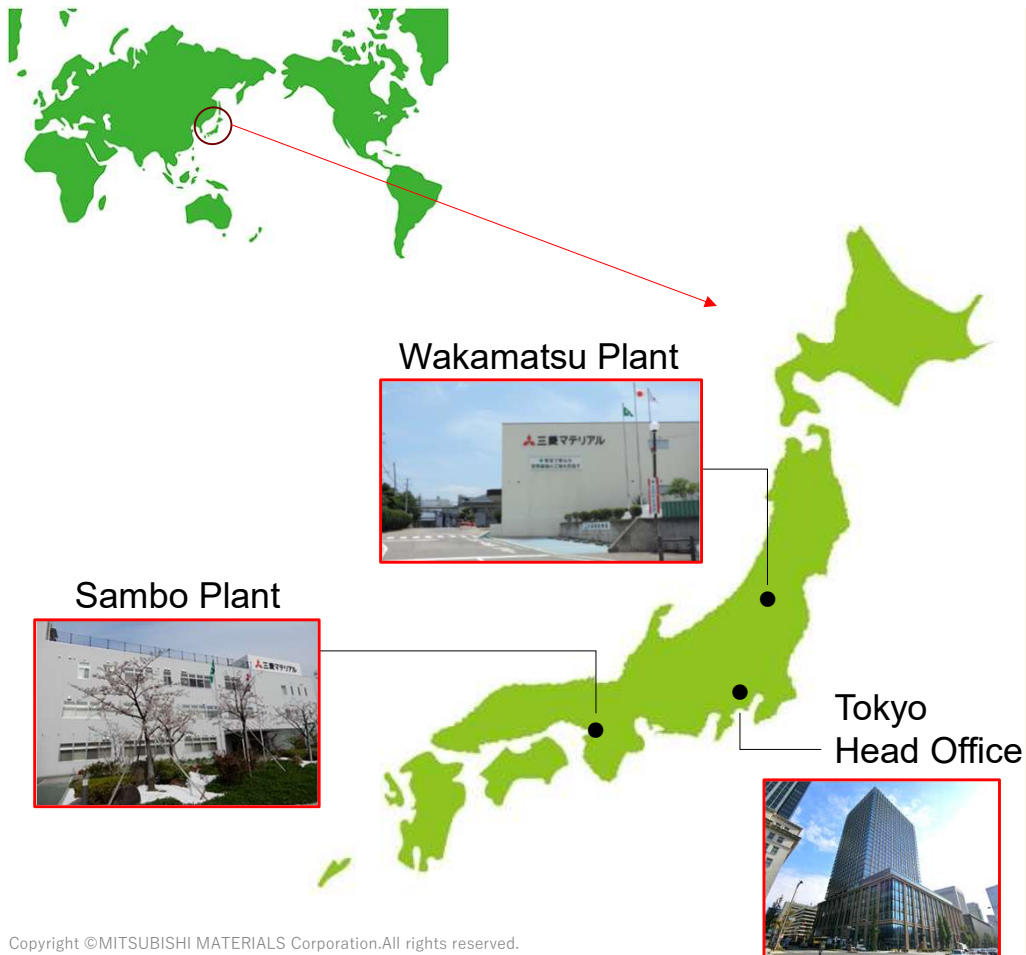 Wakamatsu Plant
三菱マテリアル
Sambo Plant
三菱マテリアル
Tokyo
Head Office
Copyright ©MITSUBISHI MATERIALS Corporation.All rights reserved.